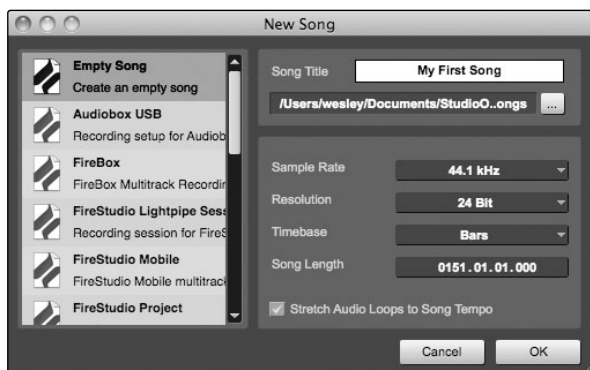 New Song
Empty Song
Create an empty song
Audiobox USB
Recording setup for Audiob
FireBox
FireBox Multitrack Recordin
FireStudio Lightpipe Sess
Recording session for FireS
FireStudio Mobile
FireStudio Mobile multitrac
FireStudio Project
Song Title
My First Song
/Users/wesley/Documents/StudioO..ongs
...
Sample Rate
44.1 kHz
Resolution
24 Bit
Timebase
Bars
Song Length
0151.01.01.000
Stretch Audio Loops to Song Tempo
Cancel
OK